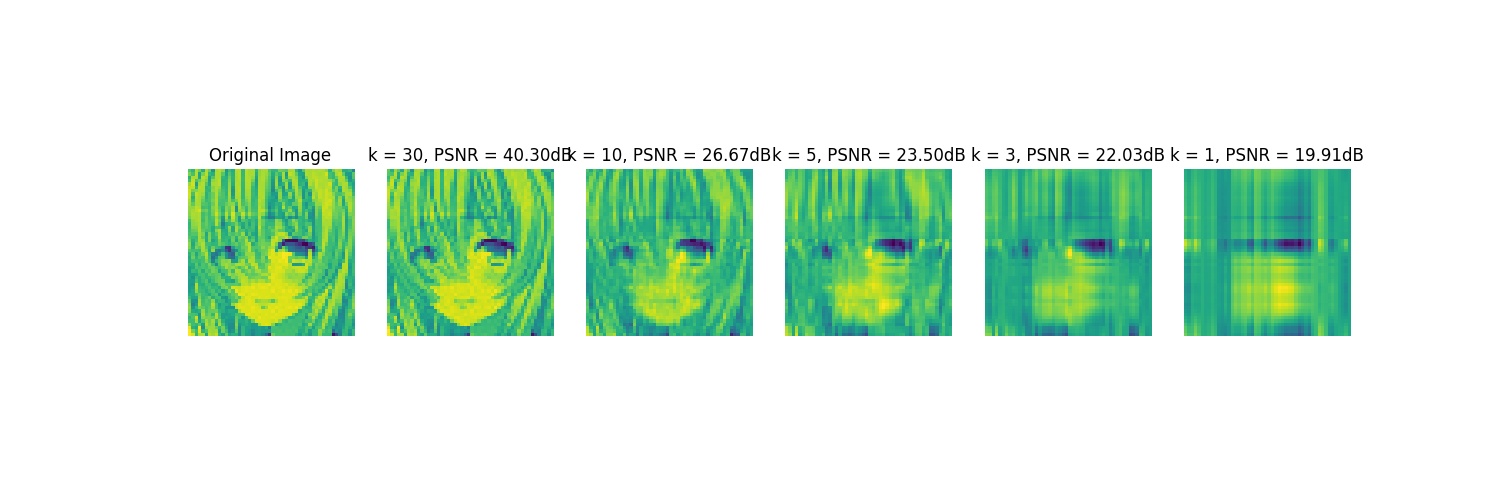 Original Image
k = 30, PSNR = 40.30dB
k = 10, PSNR = 26.67dB
k = 5, PSNR = 23.50dB
k = 3, PSNR = 22.03dB
k = 1, PSNR = 19.91dB